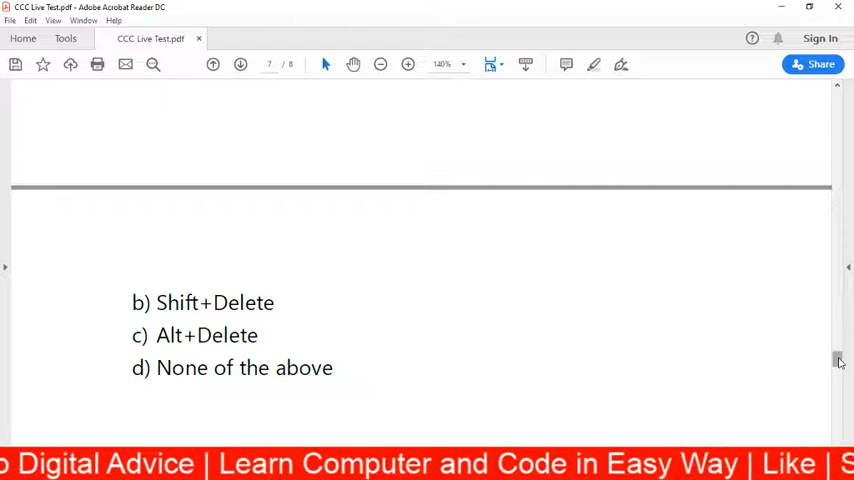 CCC Live Test.pdf - Adobe Acrobat Reader DC
File Edit View Window Help
Home Tools CCC Live Test.pdf × Sign In
7 / 8 140% Share
b) Shift+Delete
c) Alt+Delete
d) None of the above
o Digital Advice | Learn Computer and Code in Easy Way | Like | S